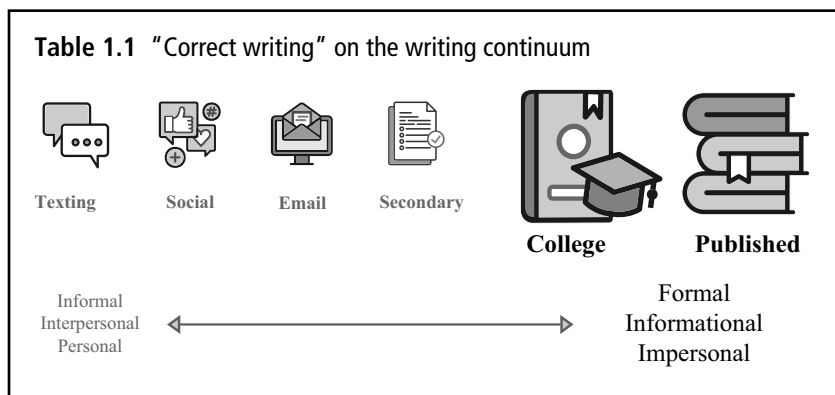 Table 1.1 “Correct writing” on the writing continuum
#
Texting Social Email Secondary College Published
Informal
Interpersonal
Personal
Formal
Informational
Impersonal